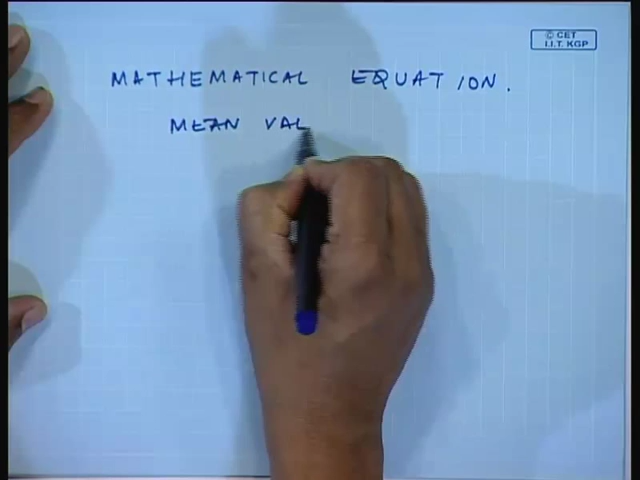 © CET
I.I.T. KGP
MATHEMATICAL EQUATION.
MEAN VAL